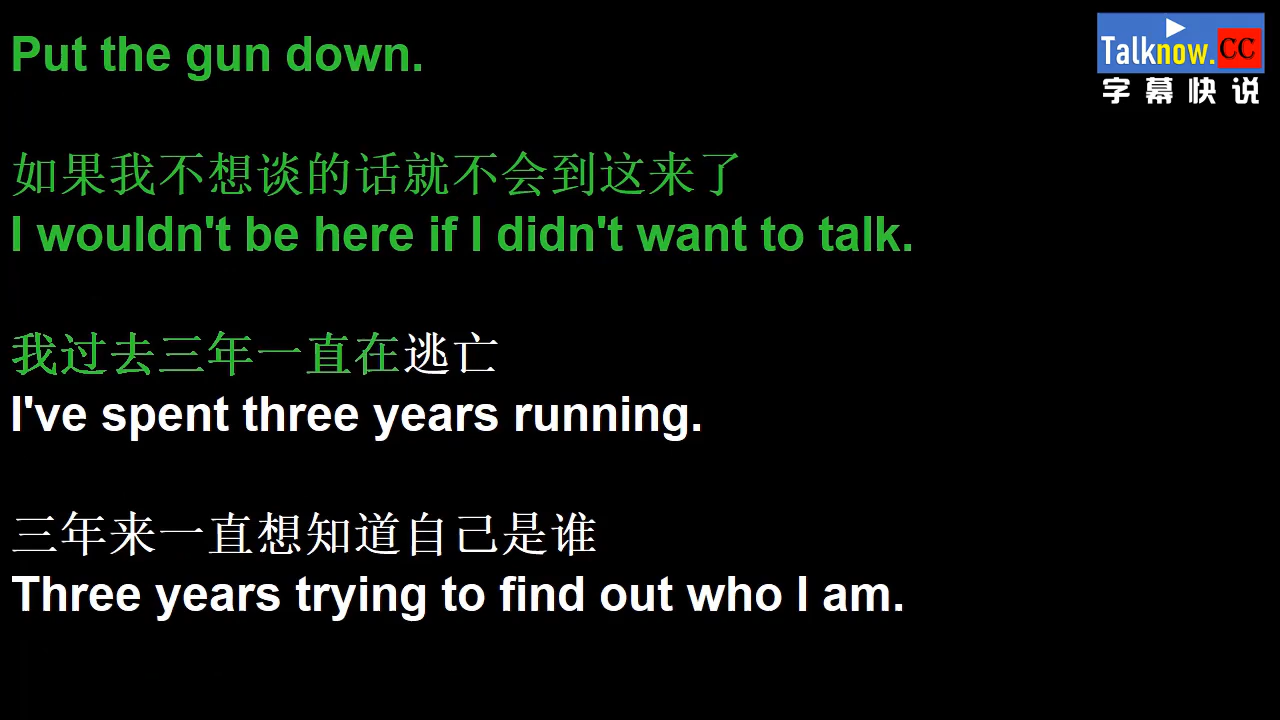 Put the gun down.
Talknow.CC
字幕快说
如果我不想谈的话就不会到这来了
I wouldn't be here if I didn't want to talk.
我过去三年一直在逃亡
I've spent three years running.
三年来一直想知道自己是谁
Three years trying to find out who I am.